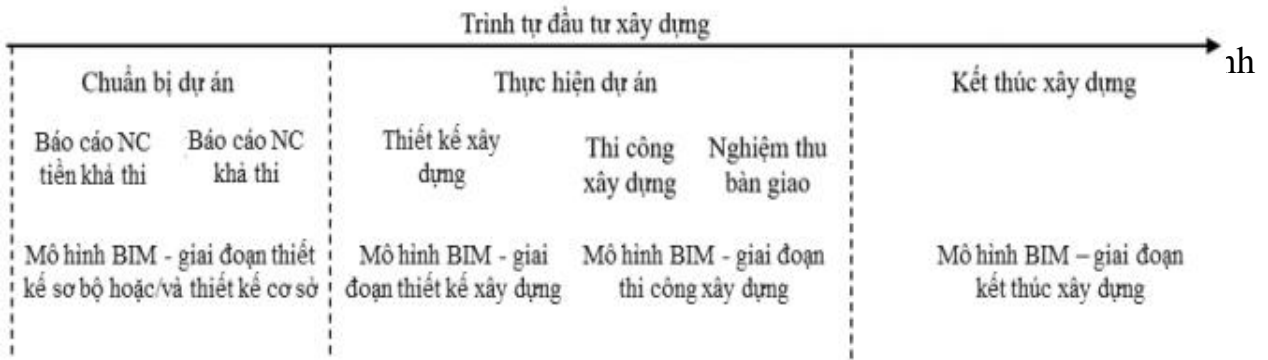 Trình tự đầu tư xây dựng
Chuẩn bị dự án
Thực hiện dự án
Kết thúc xây dựng
Báo cáo NC
tiền khả thi
Báo cáo NC
khả thi
Thiết kế xây
dựng
Thi công
xây dựng
Nghiệm thu
bàn giao
Mô hình BIM - giai đoạn thiết
kế sơ bộ hoặc/và thiết kế cơ sở
Mô hình BIM - giai
đoạn thiết kế xây dựng
Mô hình BIM - giai đoạn
thi công xây dựng
Mô hình BIM – giai đoạn
kết thúc xây dựng